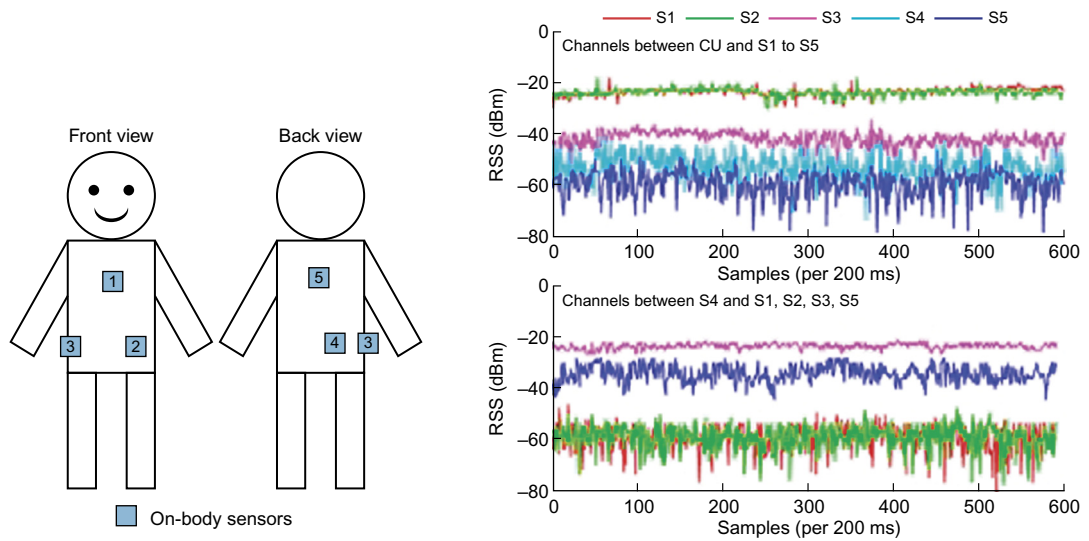 Front view
Back view
1
3
2
5
4
3
On-body sensors
S1 S2 S3 S4 S5
Channels between CU and S1 to S5
RSS (dBm)
0
–20
–40
–60
–80
0 100 200 300 400 500 600
Samples (per 200 ms)
Channels between S4 and S1, S2, S3, S5
RSS (dBm)
0
–20
–40
–60
–80
0 100 200 300 400 500 600
Samples (per 200 ms)